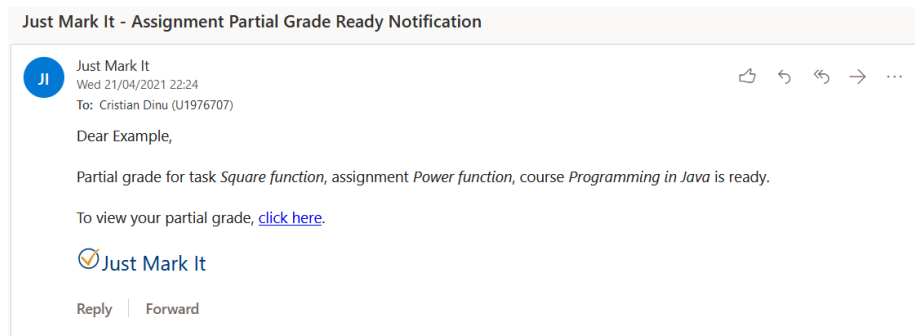 Just Mark It - Assignment Partial Grade Ready Notification
JI
Just Mark It
Wed 21/04/2021 22:24
To: Cristian Dinu (U1976707)
Dear Example,
Partial grade for task Square function, assignment Power function, course Programming in Java is ready.
To view your partial grade, click here.
Just Mark It
Reply Forward